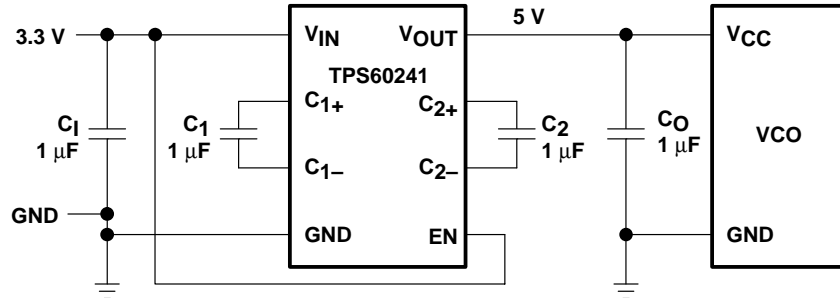 5 V
3.3 V
VIN
VOUT
VCC
TPS60241
C1+
C2+
CI
1 μF
C1
1 μF
C2
1 μF
CO
1 μF
VCO
C1–
C2–
GND
GND
EN
GND